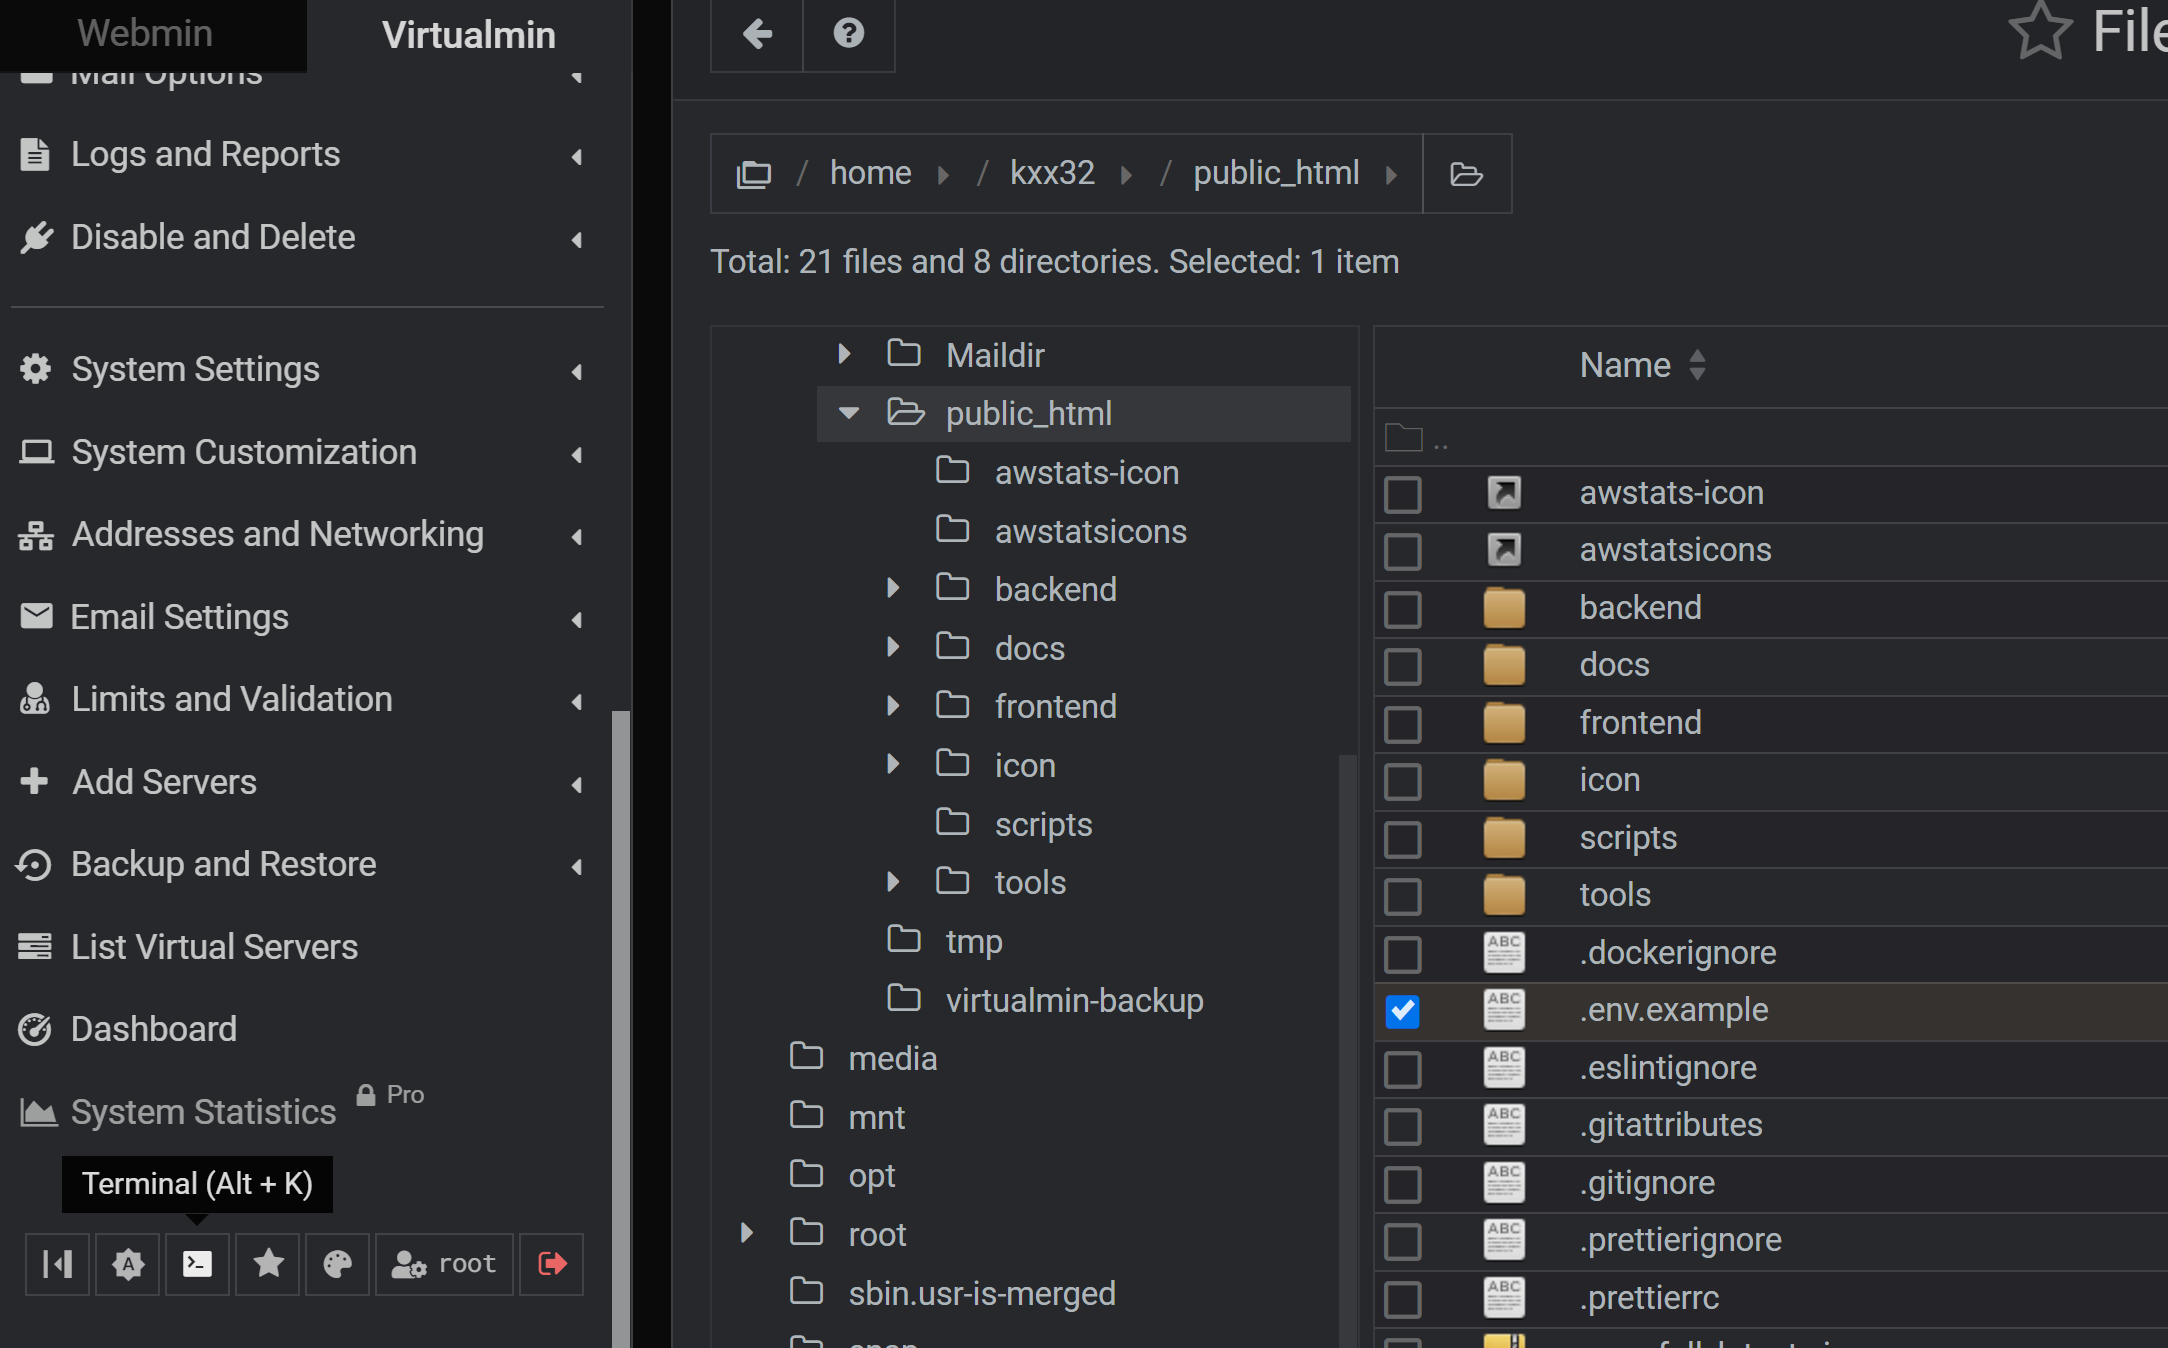 Webmin
Virtualmin
Mail Options
Logs and Reports
Disable and Delete
System Settings
System Customization
Addresses and Networking
Email Settings
Limits and Validation
Add Servers
Backup and Restore
List Virtual Servers
Dashboard
System Statistics Pro
Terminal (Alt + K)
root
File
/ home / kxx32 / public_html
Total: 21 files and 8 directories. Selected: 1 item
Maildir
public_html
awstats-icon
awstatsicons
backend
docs
frontend
icon
scripts
tools
tmp
virtualmin-backup
media
mnt
opt
root
sbin.usr-is-merged
Name
..
awstats-icon
awstatsicons
backend
docs
frontend
icon
scripts
tools
.dockerignore
.env.example
.eslintignore
.gitattributes
.gitignore
.prettierignore
.prettierrc